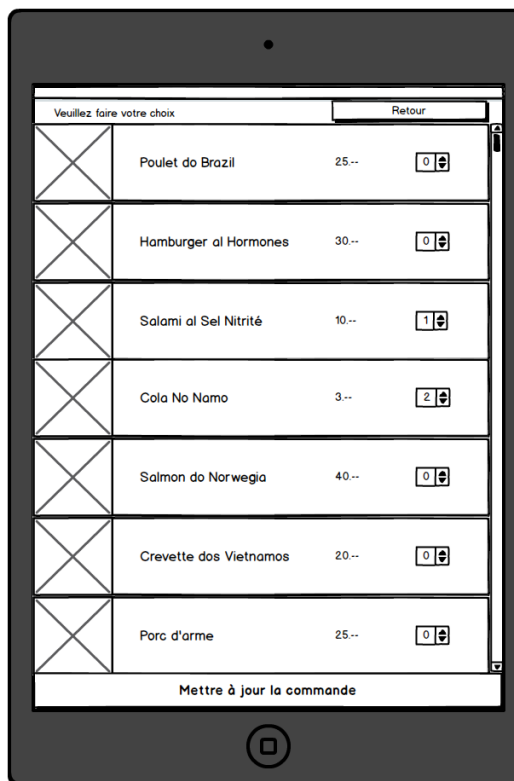 Veuillez faire votre choix Retour
Poulet do Brazil 25.-- 0
Hamburger al Hormones 30.-- 0
Salami al Sel Nitrité 10.-- 1
Cola No Namo 3.-- 2
Salmon do Norwegia 40.-- 0
Crevette dos Vietnamos 20.-- 0
Porc d'arme 25.-- 0
Mettre à jour la commande